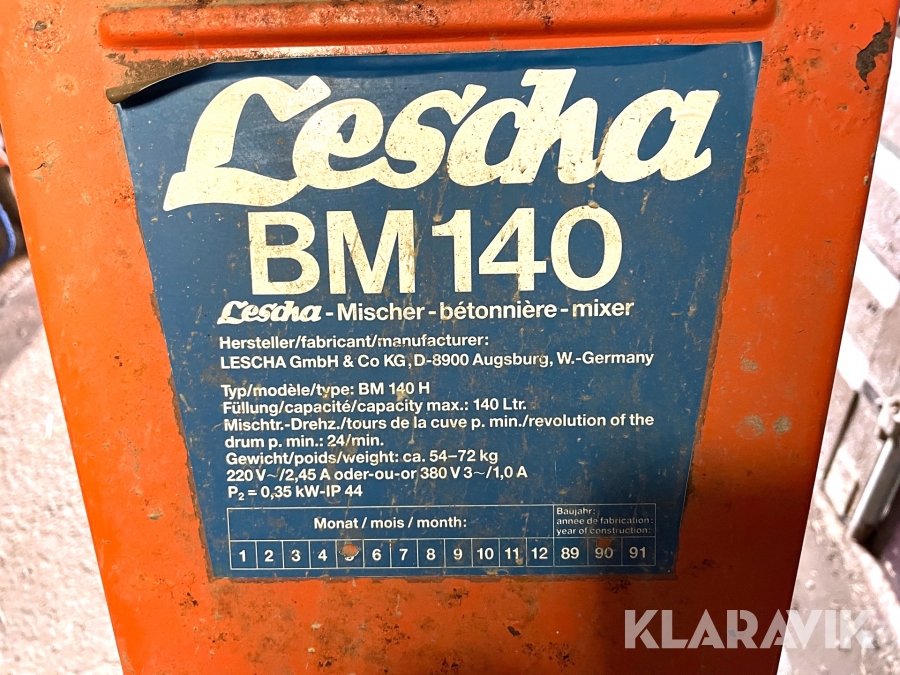 Lescha
BM 140
Lescha - Mischer - bétonnière - mixer
Hersteller/fabricant/manufacturer:
LESCHA GmbH & Co KG, D-8900 Augsburg, W.-Germany
Typ/modèle/type: BM 140 H
Füllung/capacité/capacity max.: 140 Ltr.
Mischtr.-Drehz./tours de la cuve p. min./revolution of the
drum p. min.: 24/min.
Gewicht/poids/weight: ca. 54–72 kg
220 V~/2,45 A oder-ou-or 380 V 3~/1,0 A
P₂ = 0,35 kW-IP 44
Monat / mois / month:
Baujahr:
annee de fabrication:
year of construction:
1 2 3 4 5 6 7 8 9 10 11 12 89 90 91
KLARAVIK